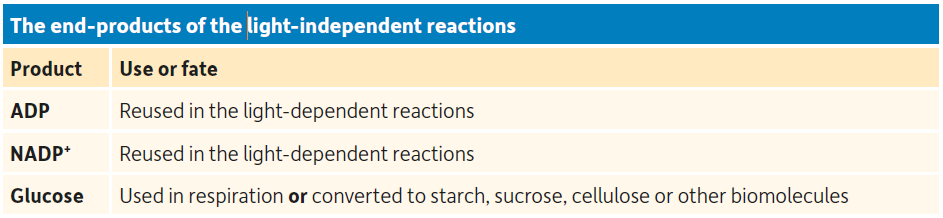 The end-products of the light-independent reactions
Product Use or fate
ADP Reused in the light-dependent reactions
NADP⁺ Reused in the light-dependent reactions
Glucose Used in respiration or converted to starch, sucrose, cellulose or other biomolecules